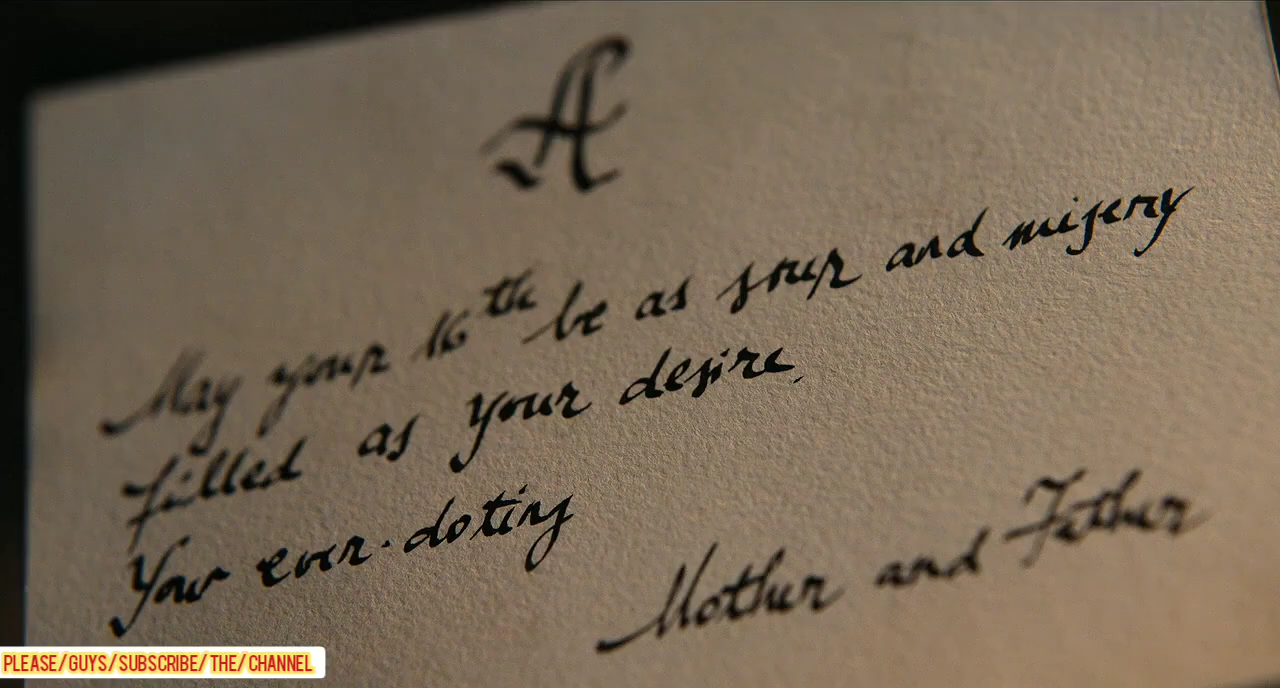 A
May your 16th be as sour and misery
filled as your desire.
Your ever-doting
Mother and Father
PLEASE/GUYS/SUBSCRIBE/THE/CHANNEL